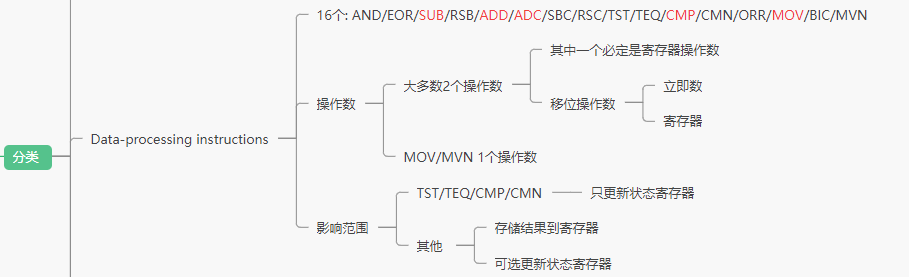 16个: AND/EOR/SUB/RSB/ADD/ADC/SBC/RSC/TST/TEQ/CMP/CMN/ORR/MOV/BIC/MVN
其中一个必定是寄存器操作数
大多数2个操作数
立即数
操作数
移位操作数
寄存器
Data-processing instructions
分类
MOV/MVN 1个操作数
TST/TEQ/CMP/CMN
只更新状态寄存器
影响范围
存储结果到寄存器
其他
可选更新状态寄存器